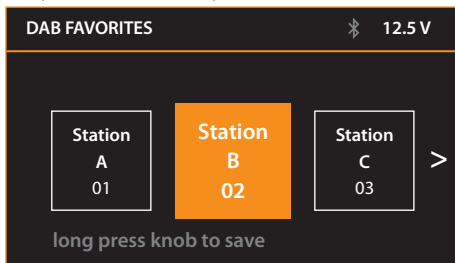 DAB FAVORITES 12.5 V
Station Station Station
A B C
01 02 03
>
long press knob to save